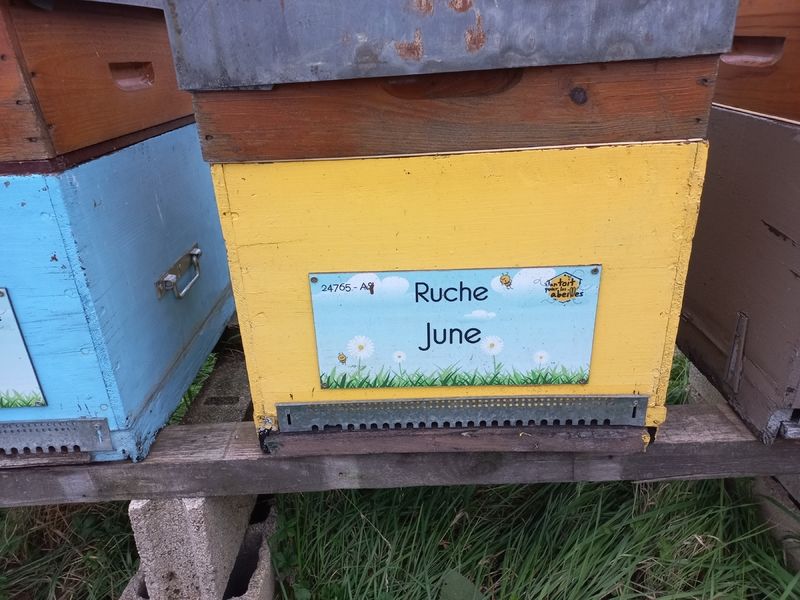 24765.- A9
Ruche
June
un toit
pour les
abeilles